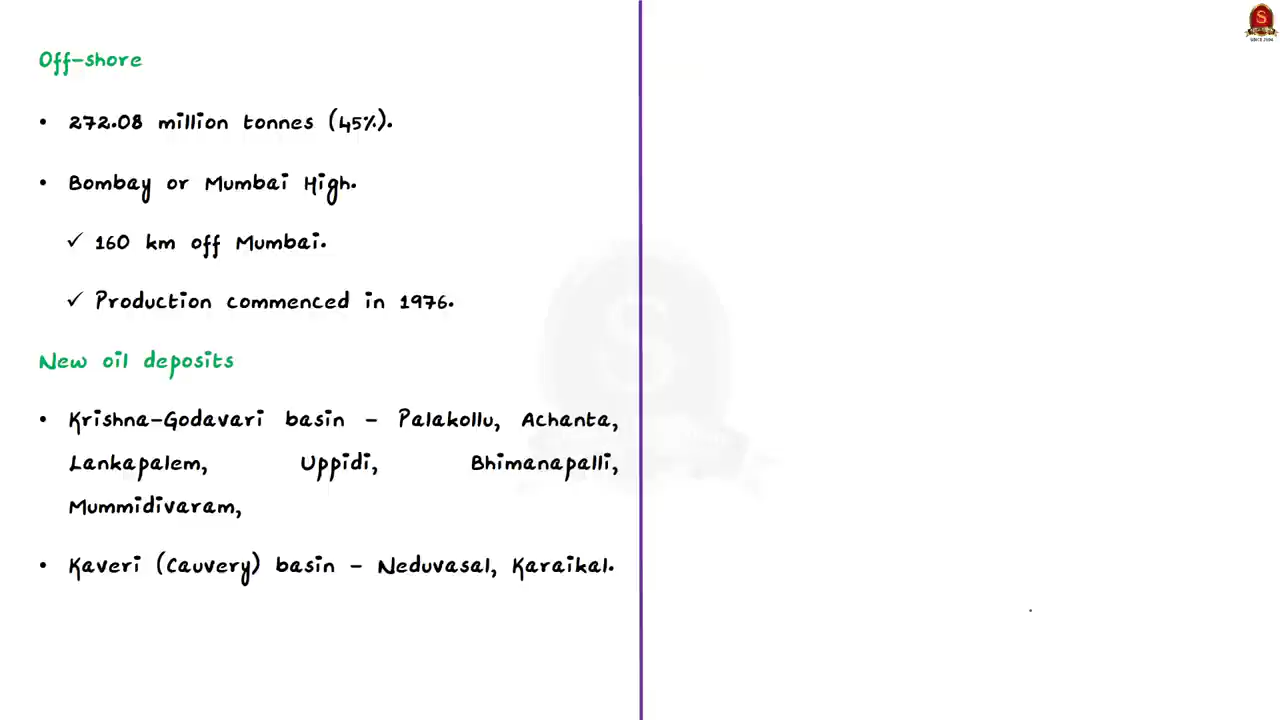 Off-shore
• 272.08 million tonnes (45%).
• Bombay or Mumbai High.
✓ 160 km off Mumbai.
✓ Production commenced in 1976.
New oil deposits
• Krishna-Godavari basin – Palakollu, Achanta,
Lankapalem, Uppidi, Bhimanapalli,
Mummidivaram,
• Kaveri (Cauvery) basin – Neduvasal, Karaikal.
S
S